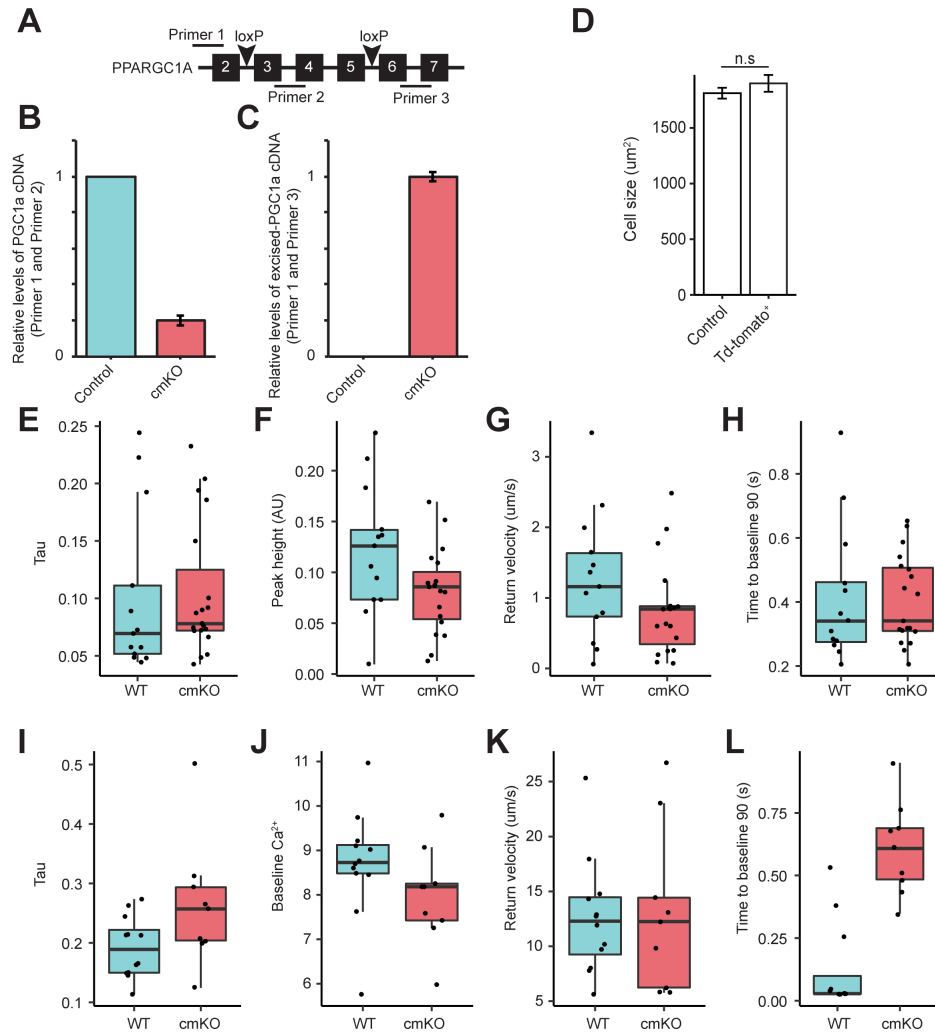 A
Primer 1
loxP
loxP
PPARGC1A
2
3
4
5
6
7
Primer 2
Primer 3
B
Relative levels of PGC1a cDNA
(Primer 1 and Primer 2)
1
0
Control
cmKO
C
Relative levels of excised-PGC1a cDNA
(Primer 1 and Primer 3)
1
0
Control
cmKO
D
n.s
Cell size (um²)
1500
1000
500
0
Control
Td-tomato⁺
E
Tau
0.25
0.20
0.15
0.10
0.05
WT
cmKO
F
Peak height (AU)
0.20
0.15
0.10
0.05
0.00
WT
cmKO
G
Return velocity (um/s)
3
2
1
0
WT
cmKO
H
Time to baseline 90 (s)
0.8
0.6
0.4
0.2
WT
cmKO
I
Tau
0.5
0.4
0.3
0.2
0.1
WT
cmKO
J
Baseline Ca²⁺
11
10
9
8
7
6
WT
cmKO
K
Return velocity (um/s)
25
20
15
10
5
WT
cmKO
L
Time to baseline 90 (s)
0.75
0.50
0.25
0.00
WT
cmKO